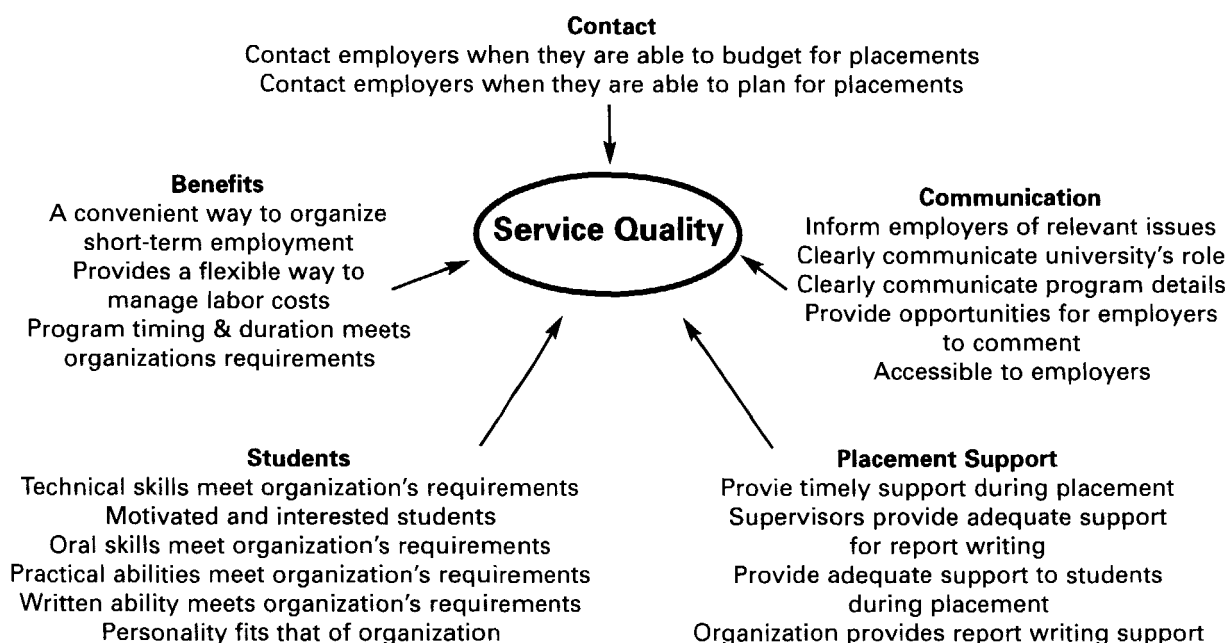 Contact
Contact employers when they are able to budget for placements
Contact employers when they are able to plan for placements
Benefits
A convenient way to organize
short-term employment
Provides a flexible way to
manage labor costs
Program timing & duration meets
organizations requirements
Service Quality
Communication
Inform employers of relevant issues
Clearly communicate university's role
Clearly communicate program details
Provide opportunities for employers
to comment
Accessible to employers
Students
Technical skills meet organization's requirements
Motivated and interested students
Oral skills meet organization's requirements
Practical abilities meet organization's requirements
Written ability meets organization's requirements
Personality fits that of organization
Placement Support
Provie timely support during placement
Supervisors provide adequate support
for report writing
Provide adequate support to students
during placement
Organization provides report writing support